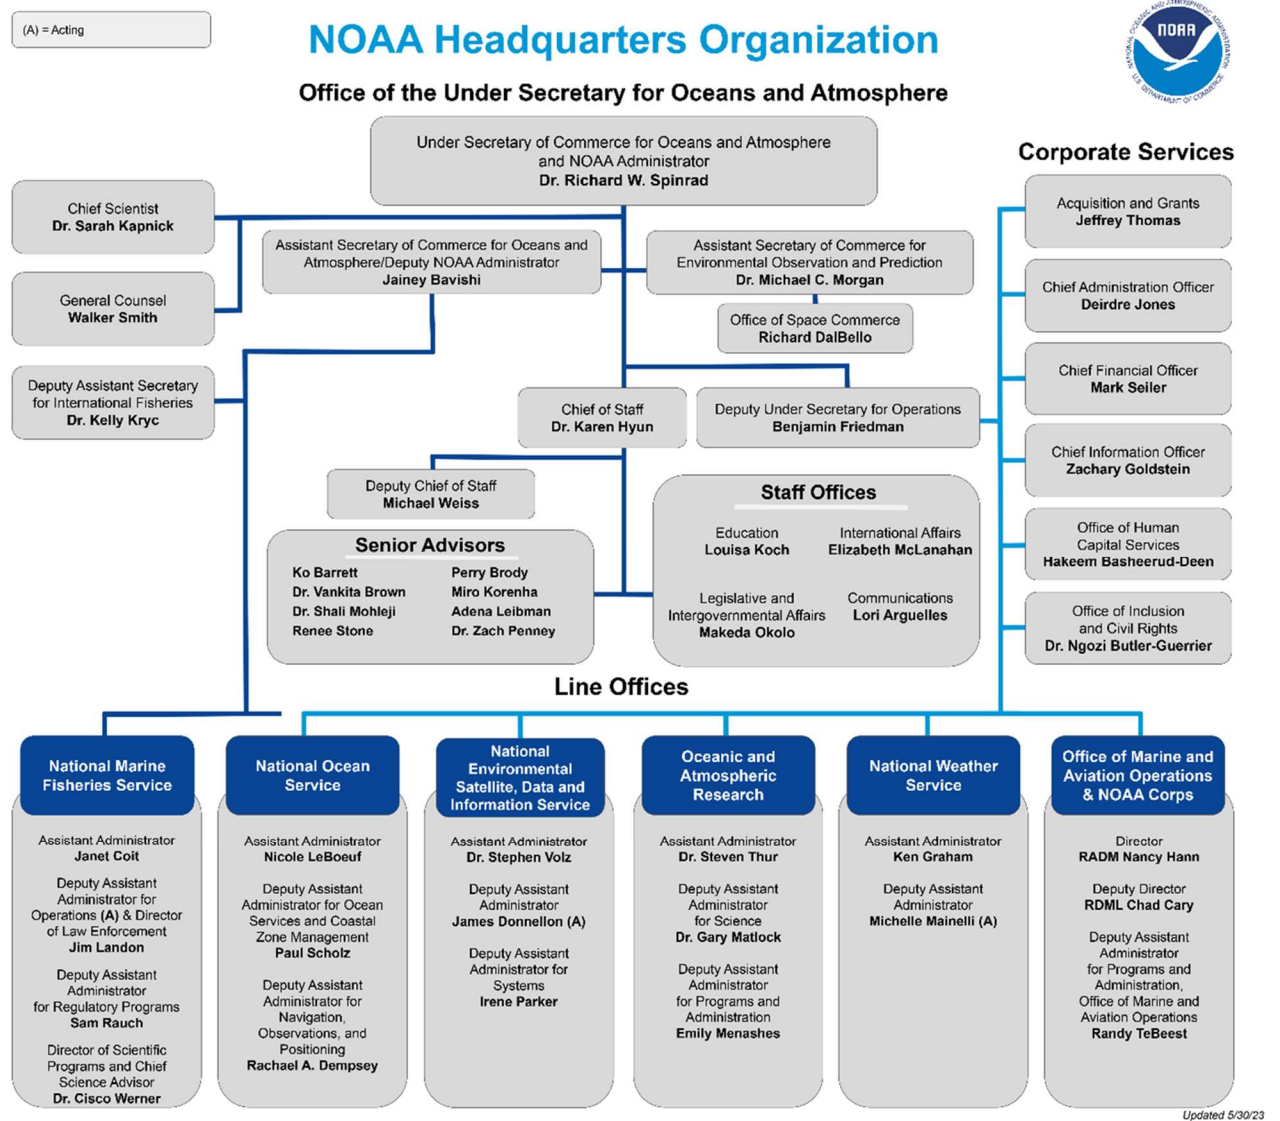 (A) = Acting
NOAA Headquarters Organization
Office of the Under Secretary for Oceans and Atmosphere
NATIONAL OCEANIC AND ATMOSPHERIC ADMINISTRATION
NOAA
U.S. DEPARTMENT OF COMMERCE
Under Secretary of Commerce for Oceans and Atmosphere
and NOAA Administrator
Dr. Richard W. Spinrad
Chief Scientist
Dr. Sarah Kapnick
General Counsel
Walker Smith
Deputy Assistant Secretary
for International Fisheries
Dr. Kelly Kryc
Assistant Secretary of Commerce for Oceans and
Atmosphere/Deputy NOAA Administrator
Jainey Bavishi
Assistant Secretary of Commerce for
Environmental Observation and Prediction
Dr. Michael C. Morgan
Office of Space Commerce
Richard DalBello
Chief of Staff
Dr. Karen Hyun
Deputy Under Secretary for Operations
Benjamin Friedman
Deputy Chief of Staff
Michael Weiss
Senior Advisors
Ko Barrett
Dr. Vankita Brown
Dr. Shali Mohleji
Renee Stone
Perry Brody
Miro Korenha
Adena Leibman
Dr. Zach Penney
Staff Offices
Education
Louisa Koch
International Affairs
Elizabeth McLanahan
Legislative and
Intergovernmental Affairs
Makeda Okolo
Communications
Lori Arguelles
Corporate Services
Acquisition and Grants
Jeffrey Thomas
Chief Administration Officer
Deirdre Jones
Chief Financial Officer
Mark Seiler
Chief Information Officer
Zachary Goldstein
Office of Human
Capital Services
Hakeem Basheerud-Deen
Office of Inclusion
and Civil Rights
Dr. Ngozi Butler-Guerrier
Line Offices
National Marine
Fisheries Service
Assistant Administrator
Janet Coit
Deputy Assistant
Administrator for
Operations (A) & Director
of Law Enforcement
Jim Landon
Deputy Assistant
Administrator
for Regulatory Programs
Sam Rauch
Director of Scientific
Programs and Chief
Science Advisor
Dr. Cisco Werner
National Ocean
Service
Assistant Administrator
Nicole LeBoeuf
Deputy Assistant
Administrator for Ocean
Services and Coastal
Zone Management
Paul Scholz
Deputy Assistant
Administrator for
Navigation,
Observations, and
Positioning
Rachael A. Dempsey
National
Environmental
Satellite, Data and
Information Service
Assistant Administrator
Dr. Stephen Volz
Deputy Assistant
Administrator
James Donnellon (A)
Deputy Assistant
Administrator for
Systems
Irene Parker
Oceanic and
Atmospheric
Research
Assistant Administrator
Dr. Steven Thur
Deputy Assistant
Administrator
for Science
Dr. Gary Matlock
Deputy Assistant
Administrator
for Programs and
Administration
Emily Menashes
National Weather
Service
Assistant Administrator
Ken Graham
Deputy Assistant
Administrator
Michelle Mainelli (A)
Office of Marine and
Aviation Operations
& NOAA Corps
Director
RADM Nancy Hann
Deputy Director
RDML Chad Cary
Deputy Assistant
Administrator
for Programs and
Administration,
Office of Marine and
Aviation Operations
Randy TeBeest
Updated 5/30/23